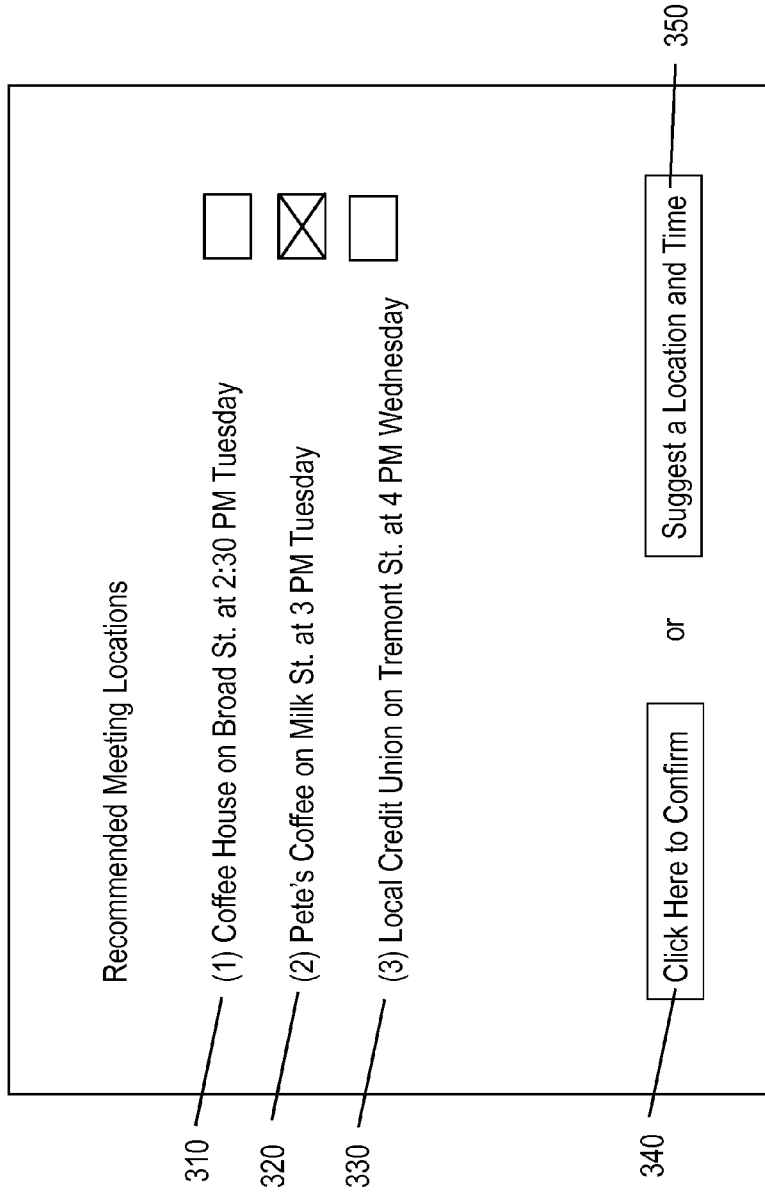 Recommended Meeting Locations
310 (1) Coffee House on Broad St. at 2:30 PM Tuesday
320 (2) Pete's Coffee on Milk St. at 3 PM Tuesday
330 (3) Local Credit Union on Tremont St. at 4 PM Wednesday
340 Click Here to Confirm or Suggest a Location and Time 350